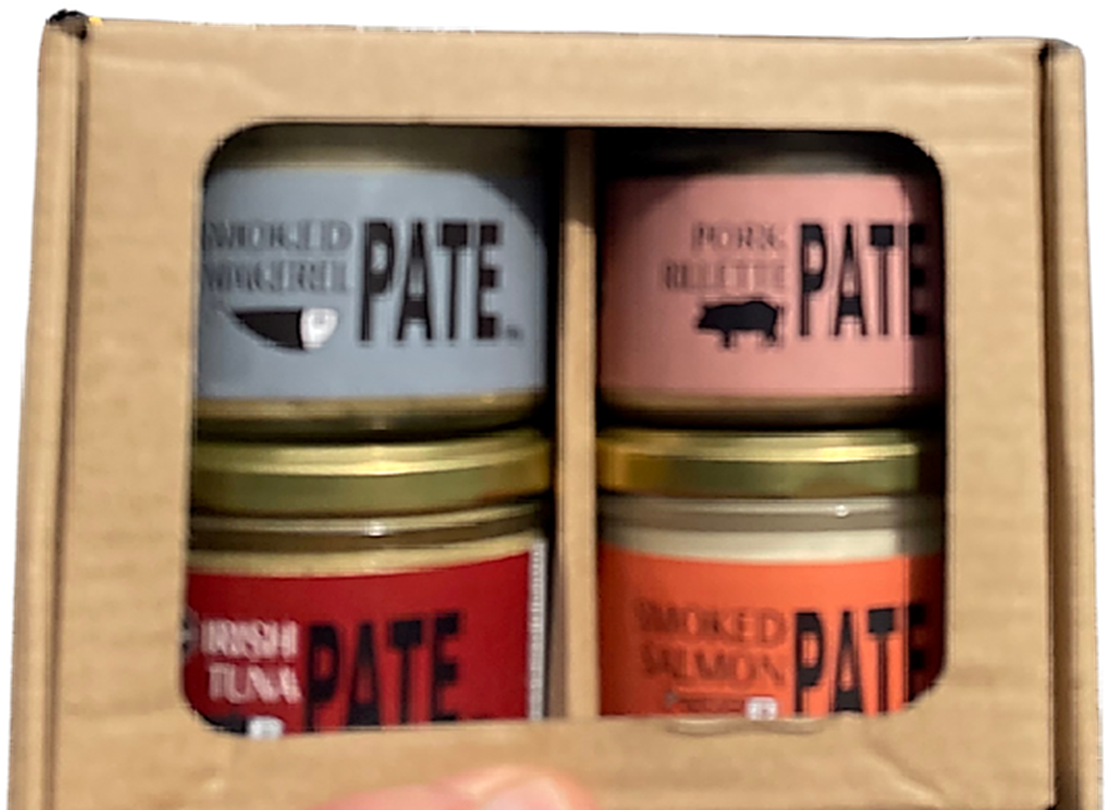 SMOKED
MACKEREL
PATE
PORK
RILLETTE
PATE
IRISH
TUNA
PATE
SMOKED
SALMON
PATE